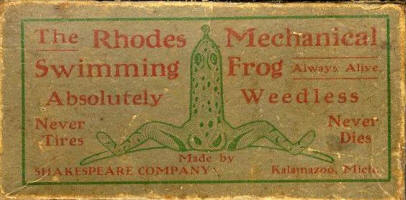 The Rhodes Mechanical
Swimming Frog Always Alive.
Absolutely Weedless
Never Tires
Never Dies
Made by
SHAKESPEARE COMPANY, Kalamazoo, Mich.